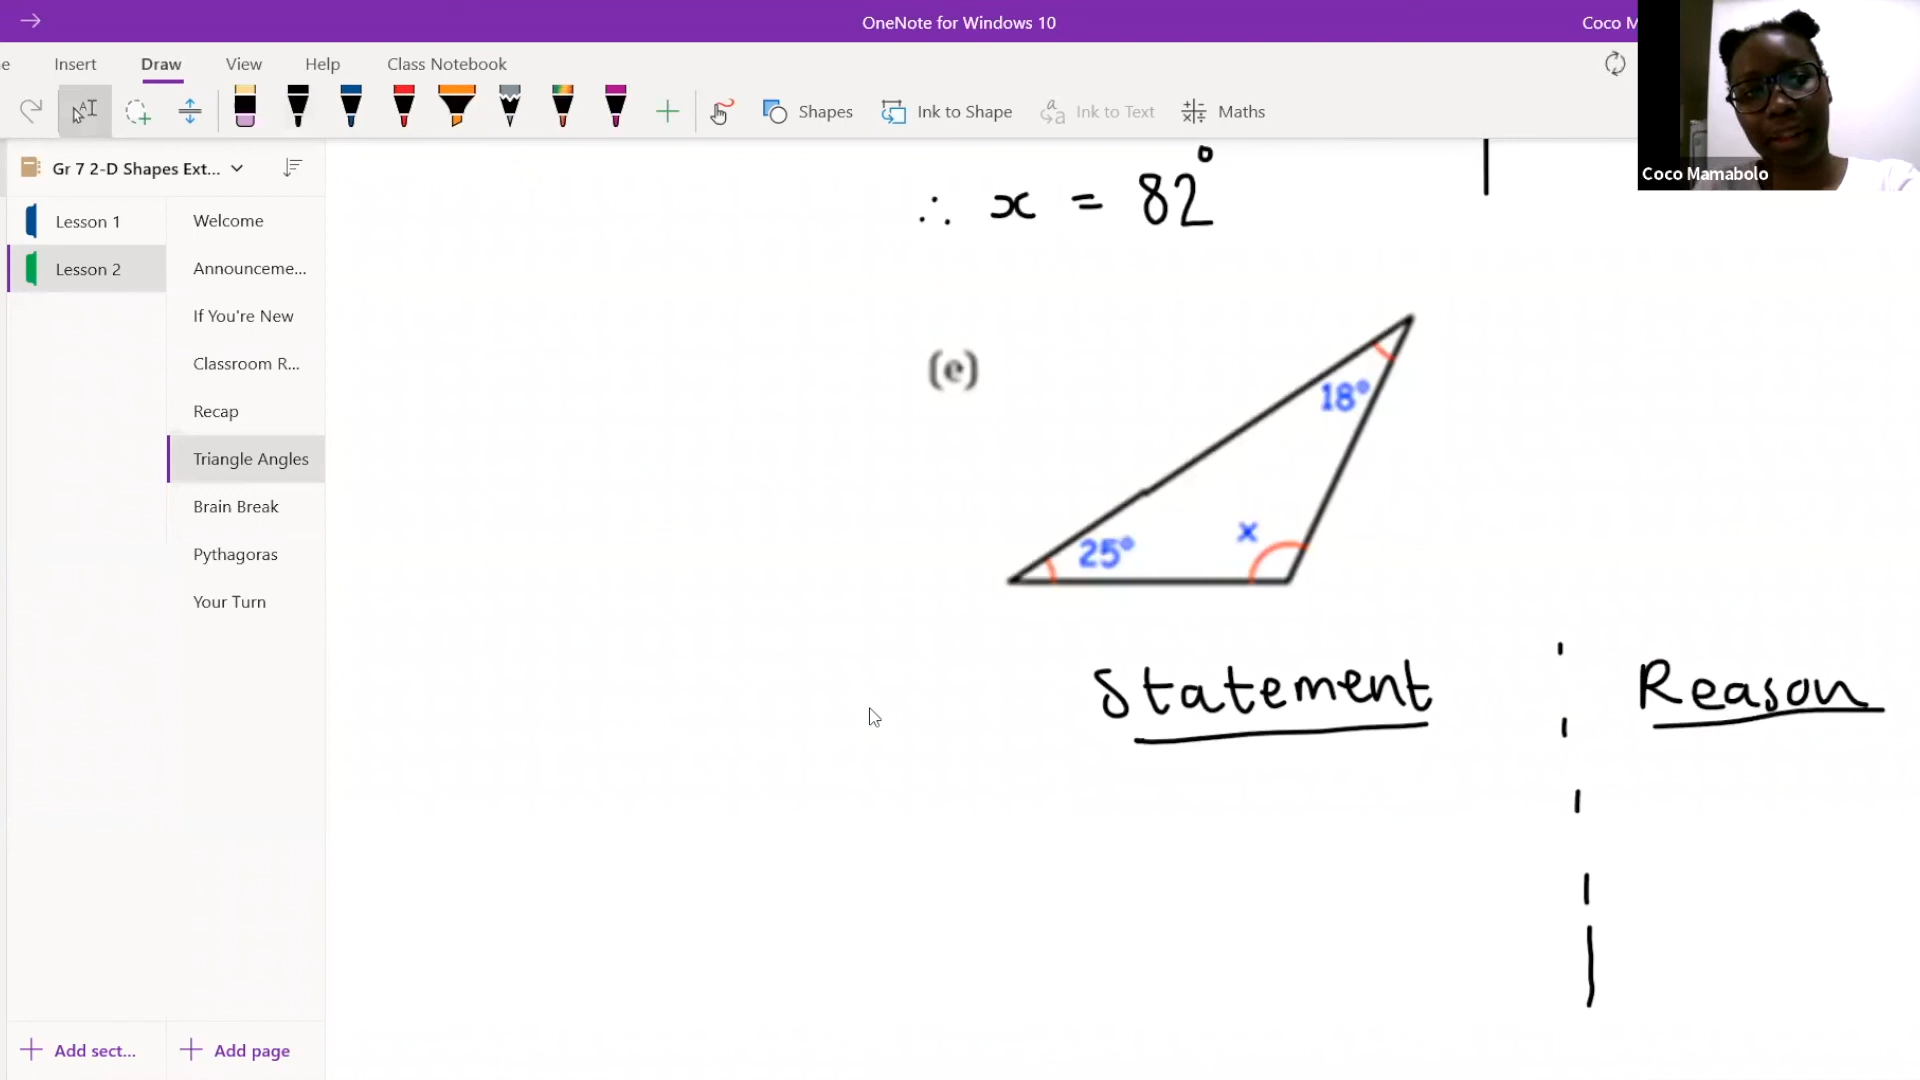 OneNote for Windows 10
Coco M
e Insert Draw View Help Class Notebook
Shapes Ink to Shape Ink to Text Maths
Coco Mamabolo
Gr 7 2-D Shapes Ext...
Lesson 1
Lesson 2
Welcome
Announceme...
If You're New
Classroom R...
Recap
Triangle Angles
Brain Break
Pythagoras
Your Turn
Add sect...
Add page
∴ x = 82°
(e)
18°
x
25°
Statement
Reason